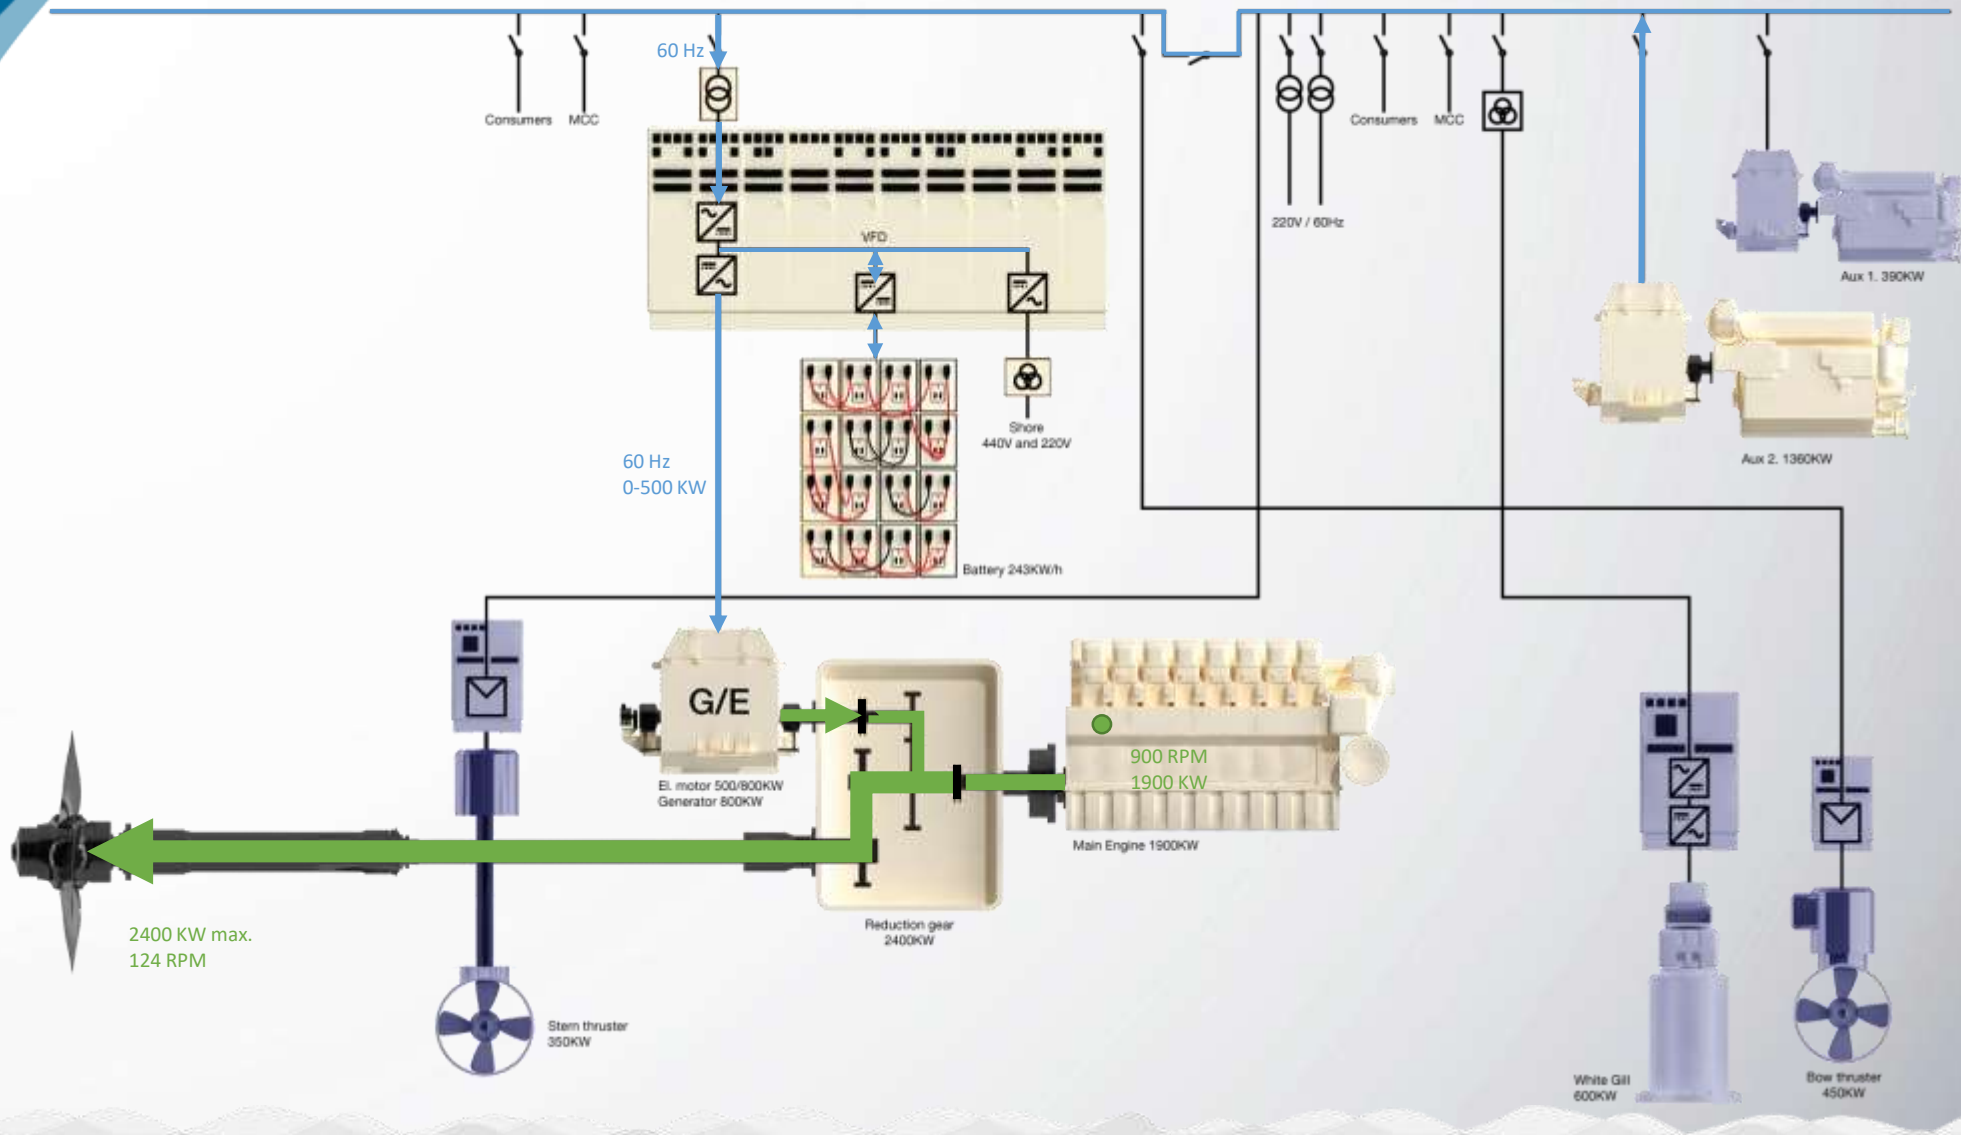 60 Hz
Consumers
MCC
Consumers
MCC
220V / 60Hz
VFD
Aux 1. 390KW
Aux 2. 1360KW
Shore
440V and 220V
60 Hz
0-500 KW
Battery 243KW/h
G/E
El. motor 500/800KW
Generator 800KW
900 RPM
1900 KW
Main Engine 1900KW
Reduction gear
2400KW
2400 KW max.
124 RPM
Stern thruster
350KW
White Gill
600KW
Bow thruster
450KW